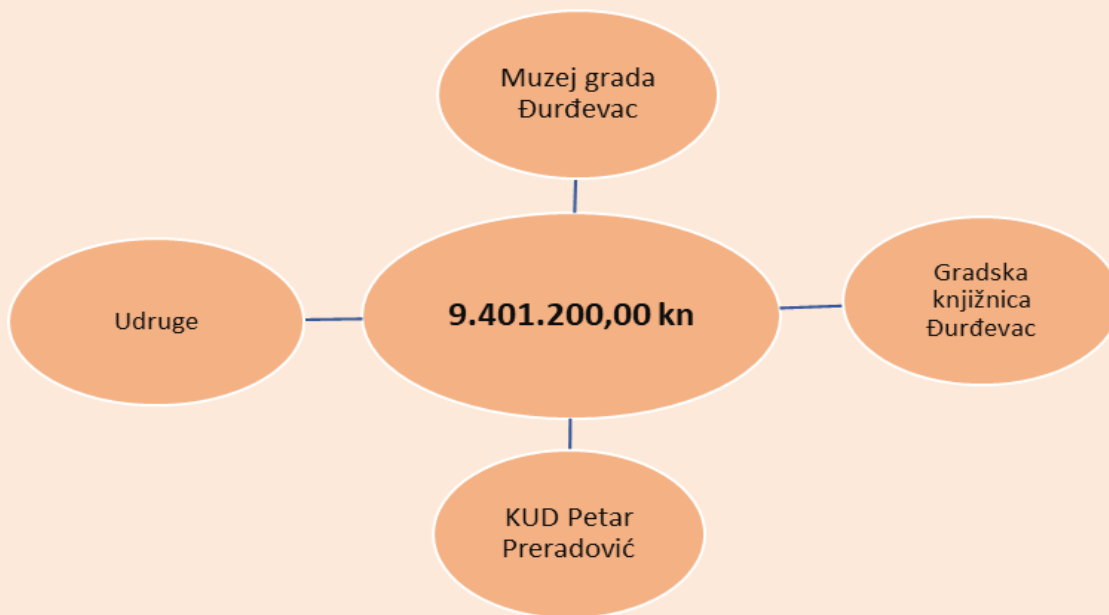 Muzej grada
Đurđevac
Udruge
9.401.200,00 kn
Gradska
knjižnica
Đurđevac
KUD Petar
Preradović